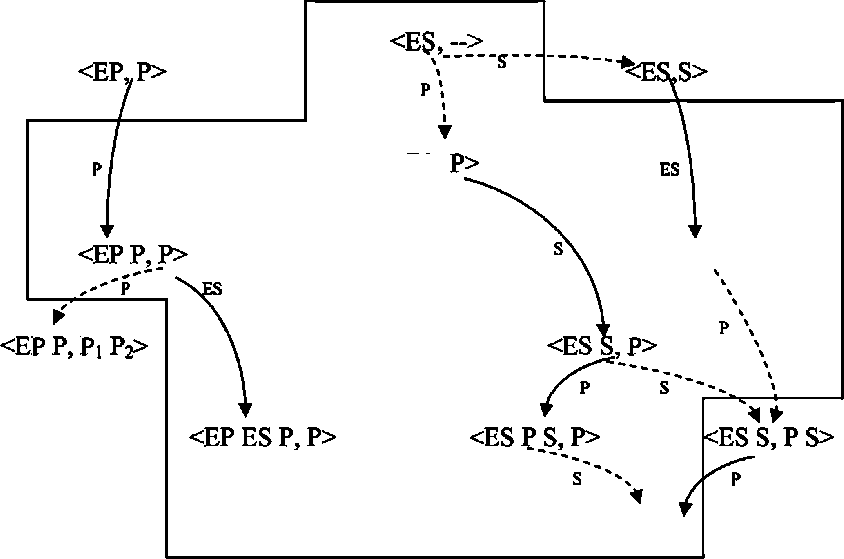 <ES, -->
S
<EP, P>
<ES,S>
P
P>
P
ES
S
<EP P, P>
P
ES
P
<EP P, P₁ P₂>
<ES S, P>
P
S
<EP ES P, P>
<ES P S, P>
<ES S, P S>
S
P